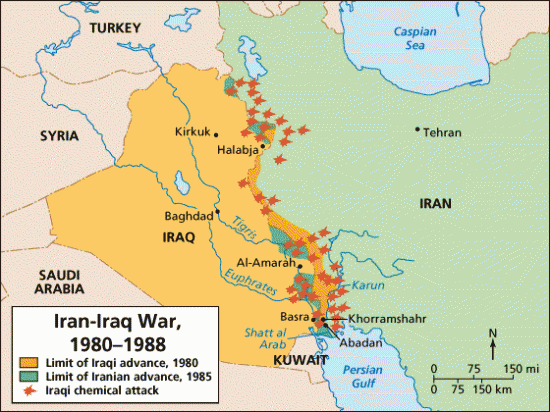 TURKEY
Caspian
Sea
SYRIA
Kirkuk
Halabja
Tehran
IRAN
Baghdad
Tigris
IRAQ
Al-Amarah
SAUDI
ARABIA
Euphrates
Karun
Basra
Khorramshahr
Shatt al
Arab
Abadan
KUWAIT
Persian
Gulf
Iran-Iraq War,
1980–1988
Limit of Iraqi advance, 1980
Limit of Iranian advance, 1985
Iraqi chemical attack
N
0 75 150 mi
0 75 150 km